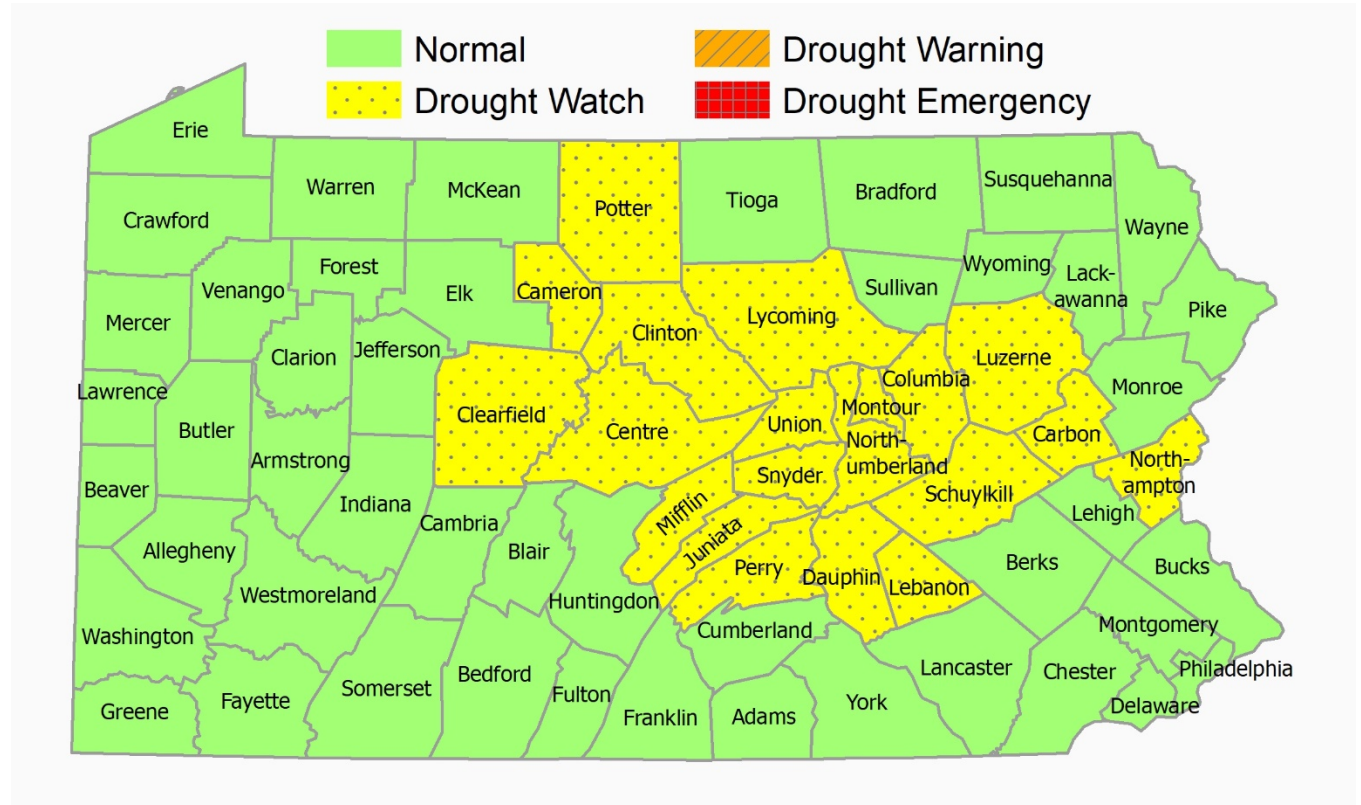 Normal
Drought Warning
Drought Watch
Drought Emergency
Erie
Warren
McKean
Potter
Tioga
Bradford
Susquehanna
Crawford
Wayne
Venango
Forest
Elk
Cameron
Sullivan
Wyoming
Lack-
awanna
Pike
Mercer
Clarion
Jefferson
Clinton
Lycoming
Luzerne
Lawrence
Butler
Clearfield
Centre
Union
Montour
Columbia
Monroe
Carbon
Beaver
Armstrong
Indiana
Snyder
North-
umberland
Schuylkill
North-
ampton
Allegheny
Cambria
Blair
Mifflin
Juniata
Lehigh
Westmoreland
Huntingdon
Perry
Dauphin
Lebanon
Berks
Bucks
Washington
Cumberland
Montgomery
Greene
Fayette
Somerset
Bedford
Fulton
Franklin
Adams
York
Lancaster
Chester
Philadelphia
Delaware